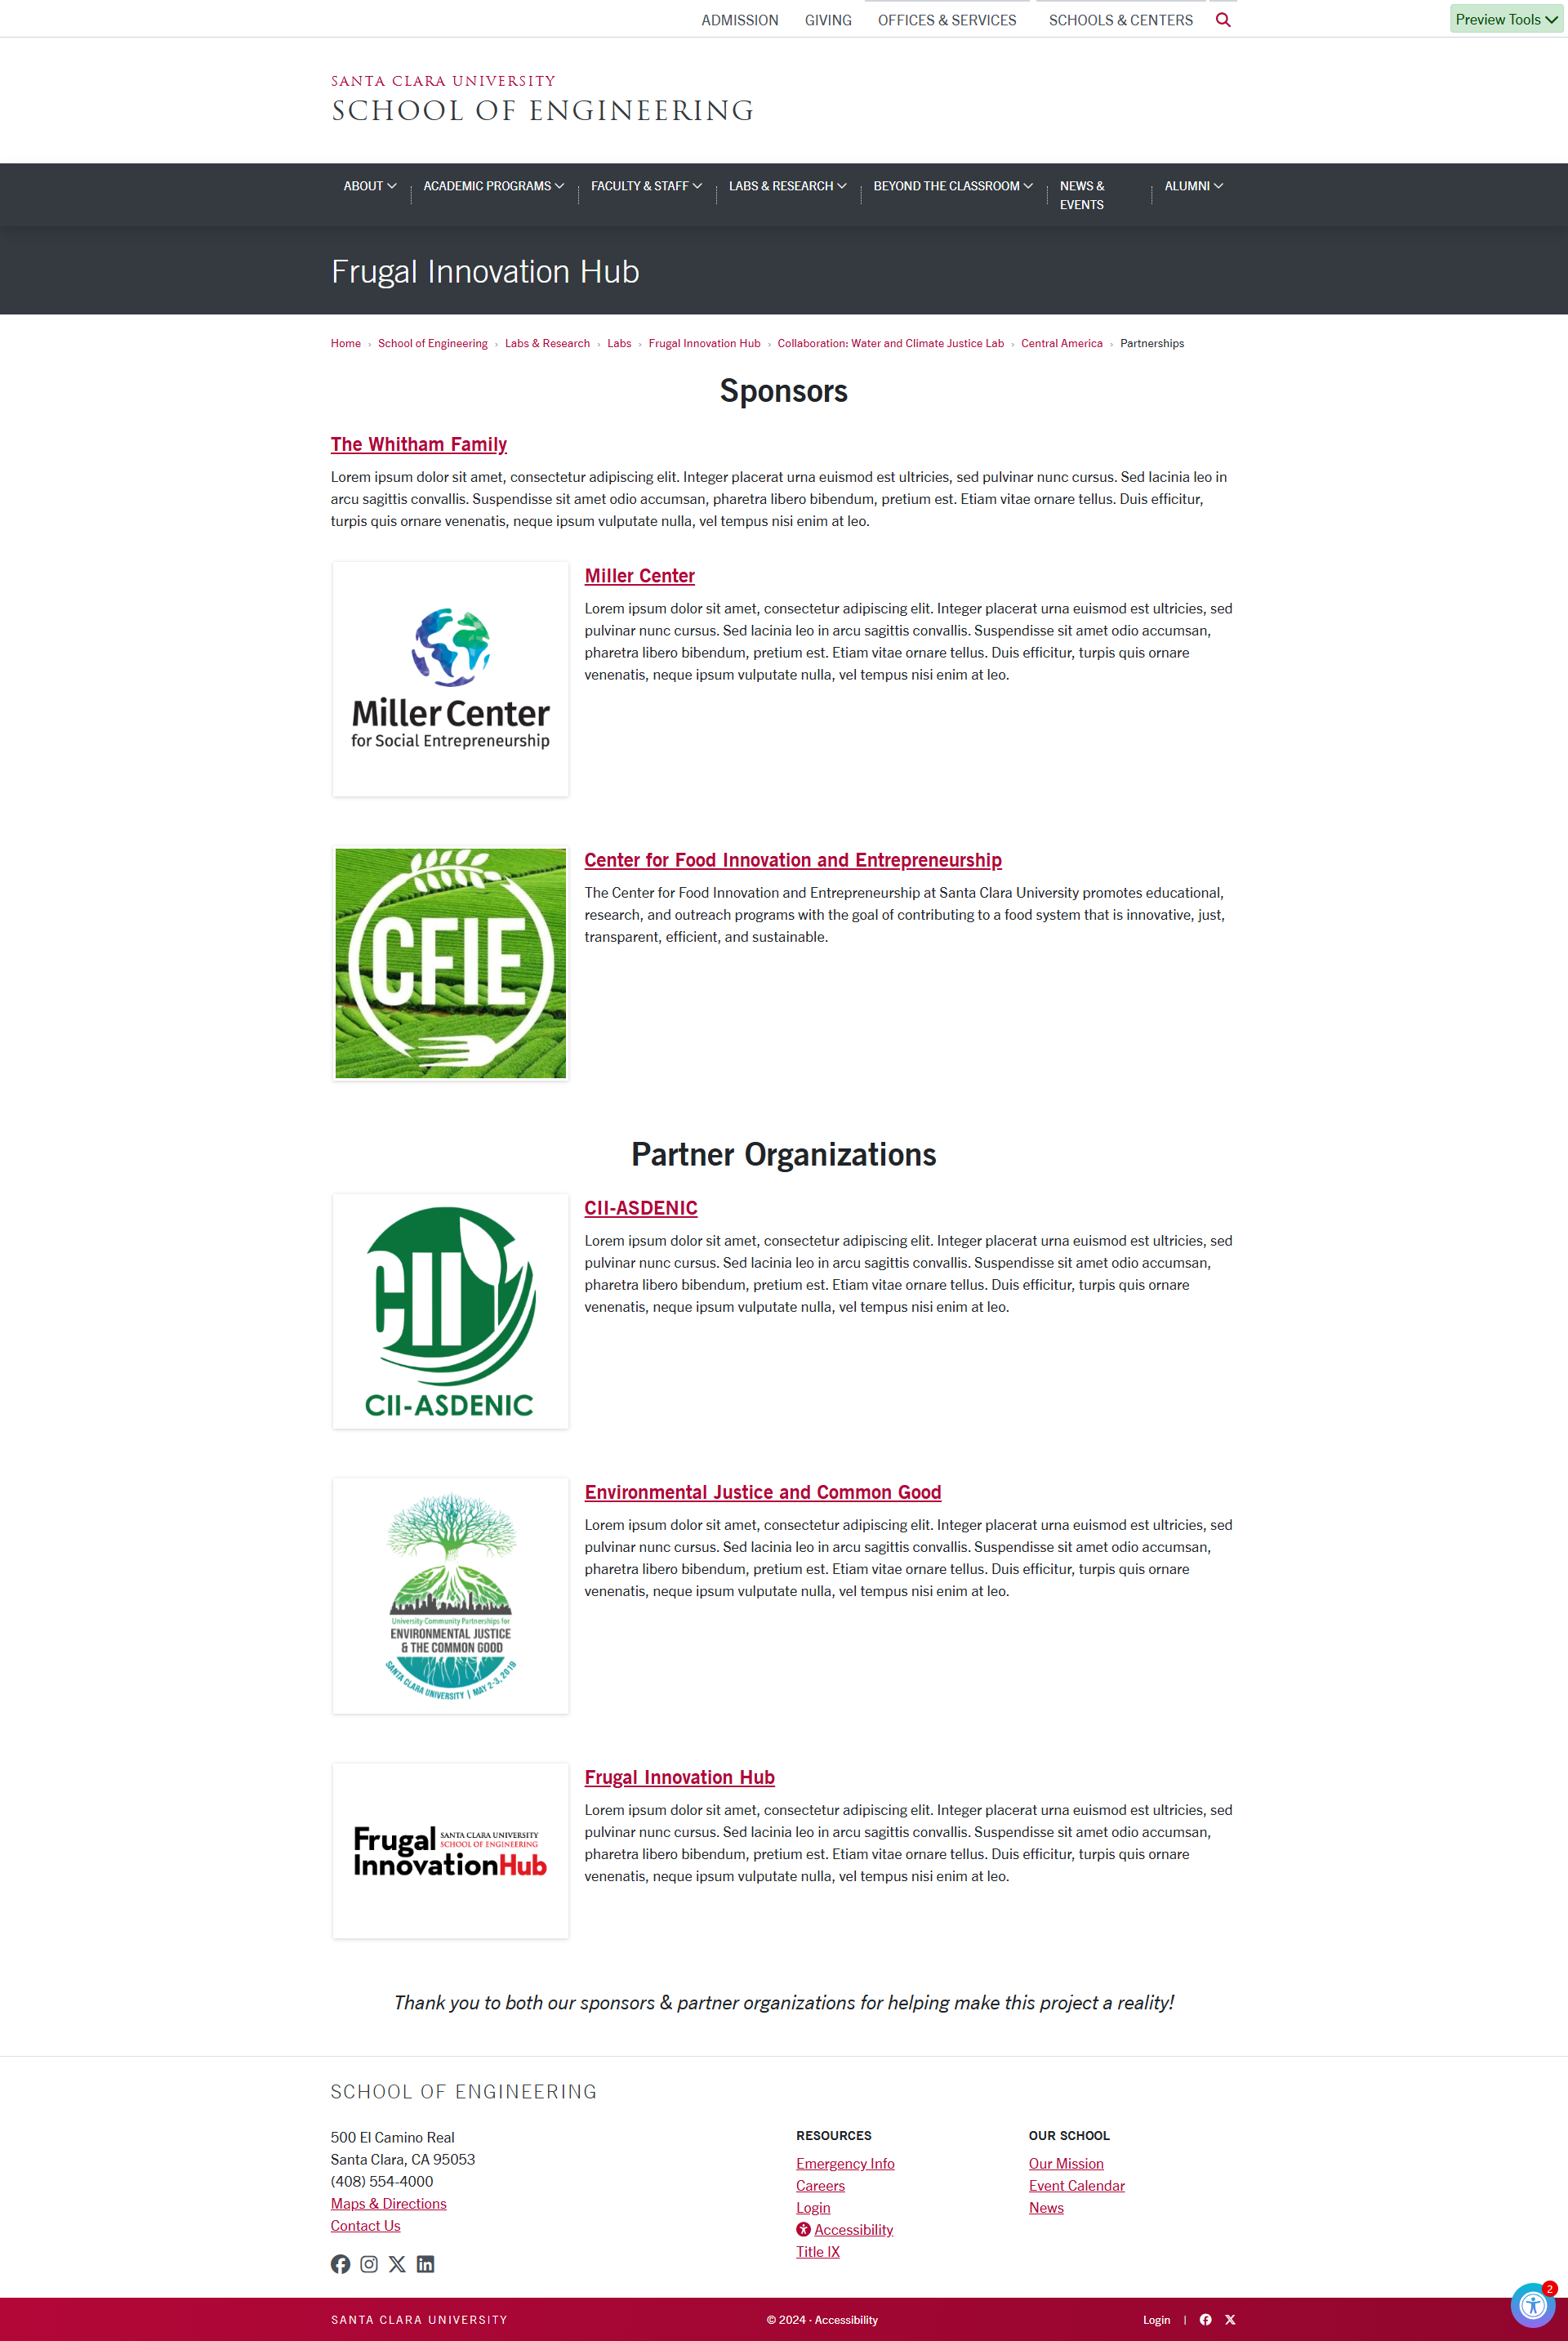 ADMISSION GIVING OFFICES & SERVICES SCHOOLS & CENTERS Preview Tools
SANTA CLARA UNIVERSITY
SCHOOL OF ENGINEERING
ABOUT ACADEMIC PROGRAMS FACULTY & STAFF LABS & RESEARCH BEYOND THE CLASSROOM NEWS & EVENTS ALUMNI
Frugal Innovation Hub
Home › School of Engineering › Labs & Research › Labs › Frugal Innovation Hub › Collaboration: Water and Climate Justice Lab › Central America › Partnerships
Sponsors
The Whitham Family
Lorem ipsum dolor sit amet, consectetur adipiscing elit. Integer placerat urna euismod est ultricies, sed pulvinar nunc cursus. Sed lacinia leo in
arcu sagittis convallis. Suspendisse sit amet odio accumsan, pharetra libero bibendum, pretium est. Etiam vitae ornare tellus. Duis efficitur,
turpis quis ornare venenatis, neque ipsum vulputate nulla, vel tempus nisi enim at leo.
Miller Center
for Social Entrepreneurship
Miller Center
Lorem ipsum dolor sit amet, consectetur adipiscing elit. Integer placerat urna euismod est ultricies, sed
pulvinar nunc cursus. Sed lacinia leo in arcu sagittis convallis. Suspendisse sit amet odio accumsan,
pharetra libero bibendum, pretium est. Etiam vitae ornare tellus. Duis efficitur, turpis quis ornare
venenatis, neque ipsum vulputate nulla, vel tempus nisi enim at leo.
CFIE
Center for Food Innovation and Entrepreneurship
The Center for Food Innovation and Entrepreneurship at Santa Clara University promotes educational,
research, and outreach programs with the goal of contributing to a food system that is innovative, just,
transparent, efficient, and sustainable.
Partner Organizations
CII
CII-ASDENIC
CII-ASDENIC
Lorem ipsum dolor sit amet, consectetur adipiscing elit. Integer placerat urna euismod est ultricies, sed
pulvinar nunc cursus. Sed lacinia leo in arcu sagittis convallis. Suspendisse sit amet odio accumsan,
pharetra libero bibendum, pretium est. Etiam vitae ornare tellus. Duis efficitur, turpis quis ornare
venenatis, neque ipsum vulputate nulla, vel tempus nisi enim at leo.
University-Community Partnerships for
ENVIRONMENTAL JUSTICE
& THE COMMON GOOD
SANTA CLARA UNIVERSITY | MAY 2-3, 2019
Environmental Justice and Common Good
Lorem ipsum dolor sit amet, consectetur adipiscing elit. Integer placerat urna euismod est ultricies, sed
pulvinar nunc cursus. Sed lacinia leo in arcu sagittis convallis. Suspendisse sit amet odio accumsan,
pharetra libero bibendum, pretium est. Etiam vitae ornare tellus. Duis efficitur, turpis quis ornare
venenatis, neque ipsum vulputate nulla, vel tempus nisi enim at leo.
Frugal SANTA CLARA UNIVERSITY
SCHOOL OF ENGINEERING
InnovationHub
Frugal Innovation Hub
Lorem ipsum dolor sit amet, consectetur adipiscing elit. Integer placerat urna euismod est ultricies, sed
pulvinar nunc cursus. Sed lacinia leo in arcu sagittis convallis. Suspendisse sit amet odio accumsan,
pharetra libero bibendum, pretium est. Etiam vitae ornare tellus. Duis efficitur, turpis quis ornare
venenatis, neque ipsum vulputate nulla, vel tempus nisi enim at leo.
Thank you to both our sponsors & partner organizations for helping make this project a reality!
SCHOOL OF ENGINEERING
500 El Camino Real
Santa Clara, CA 95053
(408) 554-4000
Maps & Directions
Contact Us
RESOURCES
Emergency Info
Careers
Login
Accessibility
Title IX
OUR SCHOOL
Our Mission
Event Calendar
News
2
SANTA CLARA UNIVERSITY © 2024 · Accessibility Login |